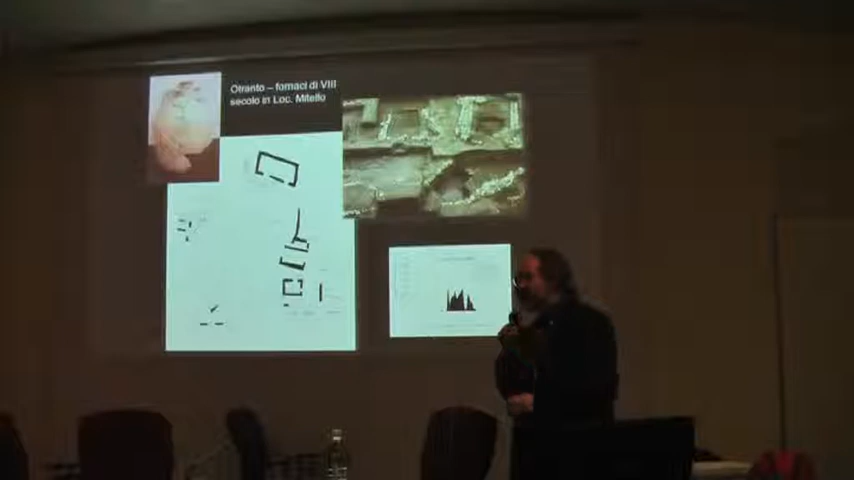 Otranto – fornaci di VIII
secolo in Loc. Mitello